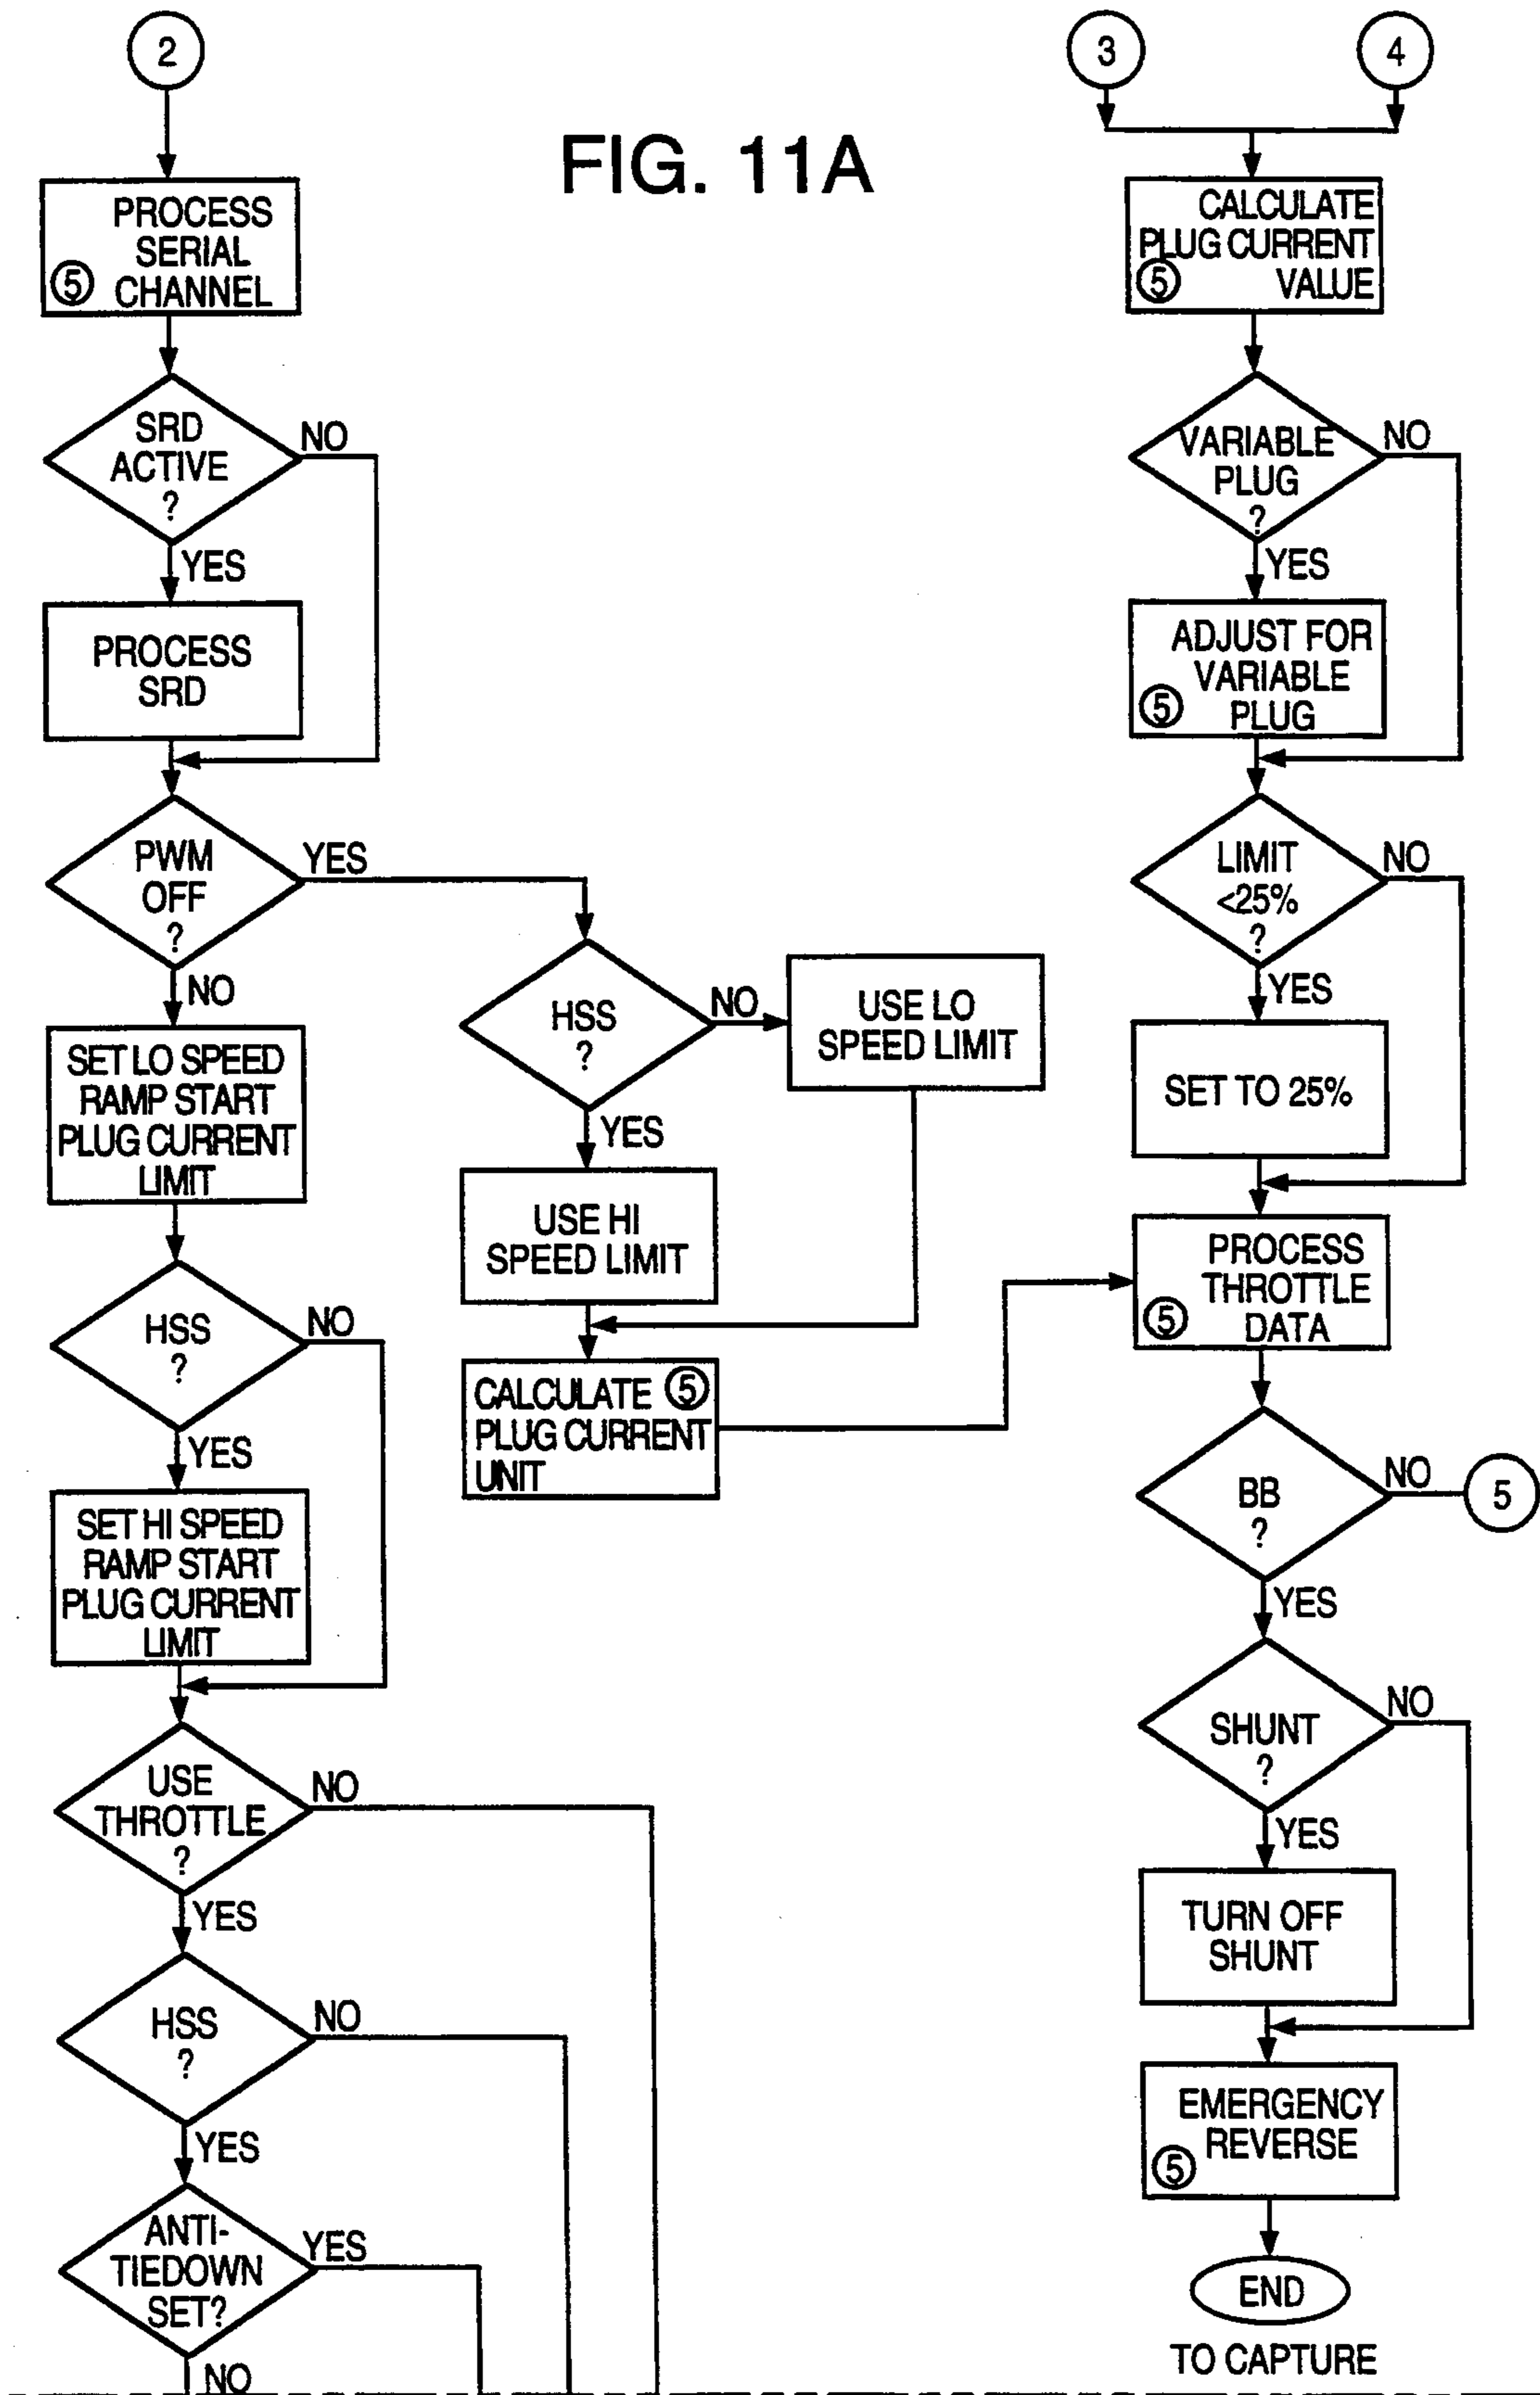 2
FIG. 11A
PROCESS
SERIAL
⑤ CHANNEL
SRD
ACTIVE
?
NO
YES
PROCESS
SRD
PWM
OFF
?
YES
NO
SET LO SPEED
RAMP START
PLUG CURRENT
LIMIT
HSS
?
NO
YES
SET HI SPEED
RAMP START
PLUG CURRENT
LIMIT
USE
THROTTLE
?
NO
YES
HSS
?
NO
YES
ANTI-
TIEDOWN
SET?
YES
NO
HSS
?
NO
YES
USE LO
SPEED LIMIT
USE HI
SPEED LIMIT
CALCULATE ⑤
PLUG CURRENT
UNIT
3
4
CALCULATE
PLUG CURRENT
⑤ VALUE
VARIABLE
PLUG
?
NO
YES
ADJUST FOR
VARIABLE
⑤ PLUG
LIMIT
<25%
?
NO
YES
SET TO 25%
PROCESS
THROTTLE
⑤ DATA
BB
?
NO
5
YES
SHUNT
?
NO
YES
TURN OFF
SHUNT
EMERGENCY
REVERSE
⑤
END
TO CAPTURE